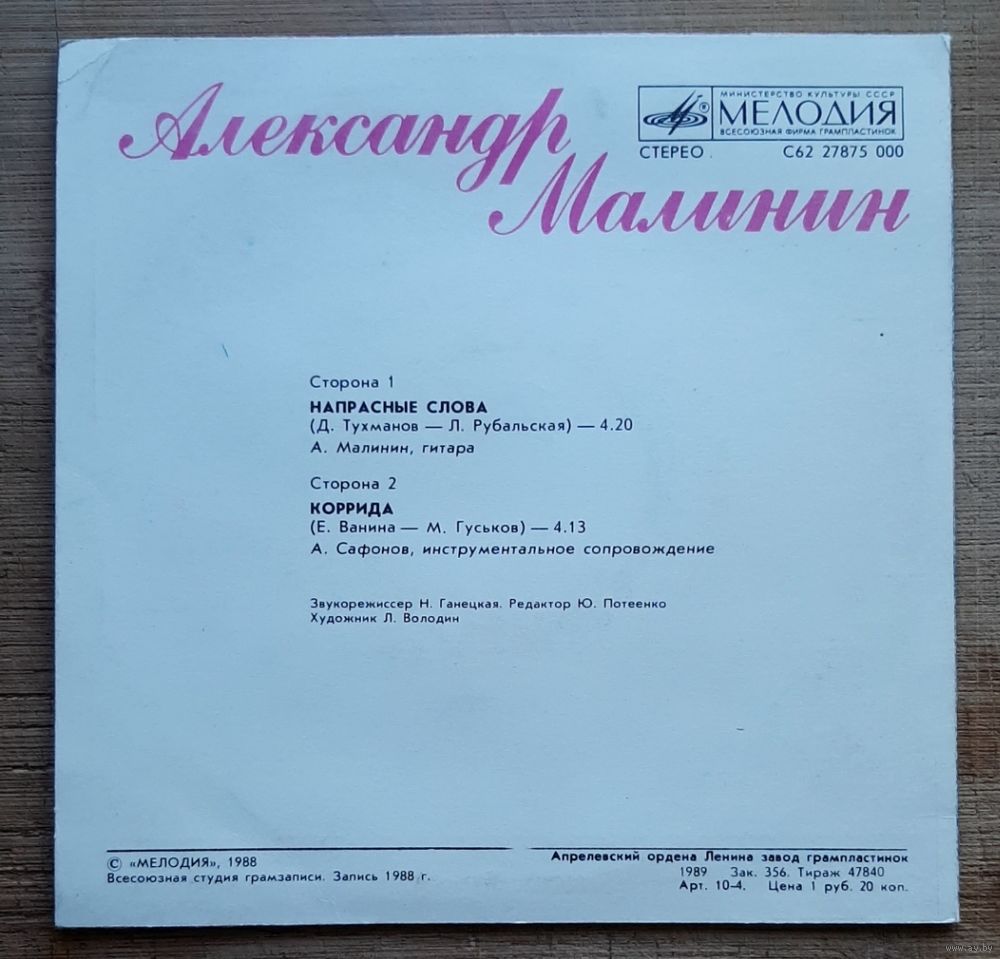 Александр
Малинин
МИНИСТЕРСТВО КУЛЬТУРЫ СССР
МЕЛОДИЯ
ВСЕСОЮЗНАЯ ФИРМА ГРАМПЛАСТИНОК
СТЕРЕО. С62 27875 000
Сторона 1
НАПРАСНЫЕ СЛОВА
(Д. Тухманов — Л. Рубальская) — 4.20
А. Малинин, гитара
Сторона 2
КОРРИДА
(Е. Ванина — М. Гуськов) — 4.13
А. Сафонов, инструментальное сопровождение
Звукорежиссер Н. Ганецкая. Редактор Ю. Потеенко
Художник Л. Володин
© «МЕЛОДИЯ», 1988
Всесоюзная студия грамзаписи. Запись 1988 г.
Апрелевский ордена Ленина завод грампластинок
1989 Зак. 356. Тираж 47840
Арт. 10-4. Цена 1 руб. 20 коп.
www.ay.by